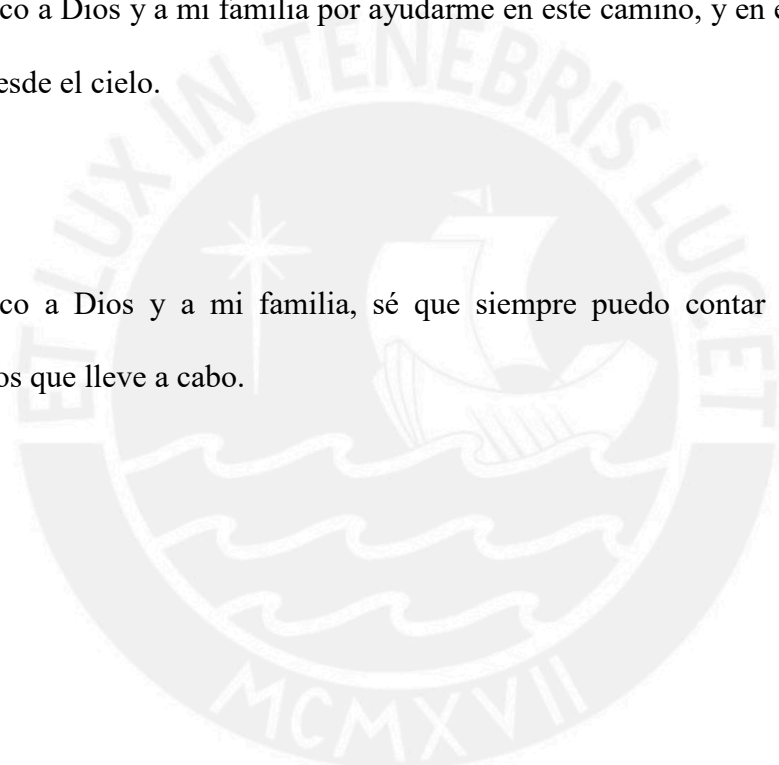 co a Dios y a mi familia por ayudarme en este camino, y en e
esde el cielo.
ET LUX IN TENEBRIS LUCET
co a Dios y a mi familia, sé que siempre puedo contar
os que lleve a cabo.
MCMXVII